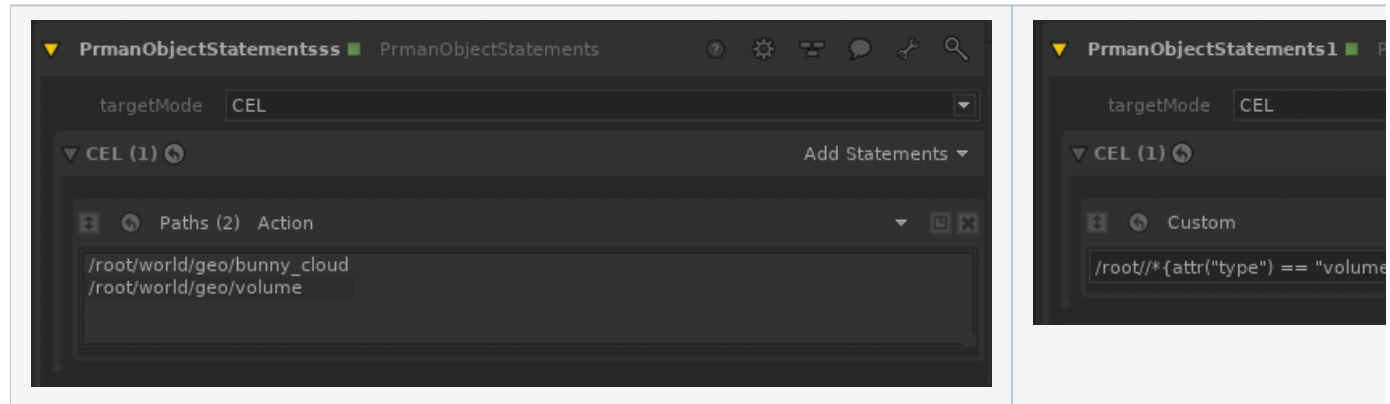 PrmanObjectStatementsss PrmanObjectStatements
targetMode CEL
CEL (1) Add Statements
Paths (2) Action
/root/world/geo/bunny_cloud
/root/world/geo/volume
PrmanObjectStatements1 P
targetMode CEL
CEL (1)
Custom
/root//*{attr("type") == "volume